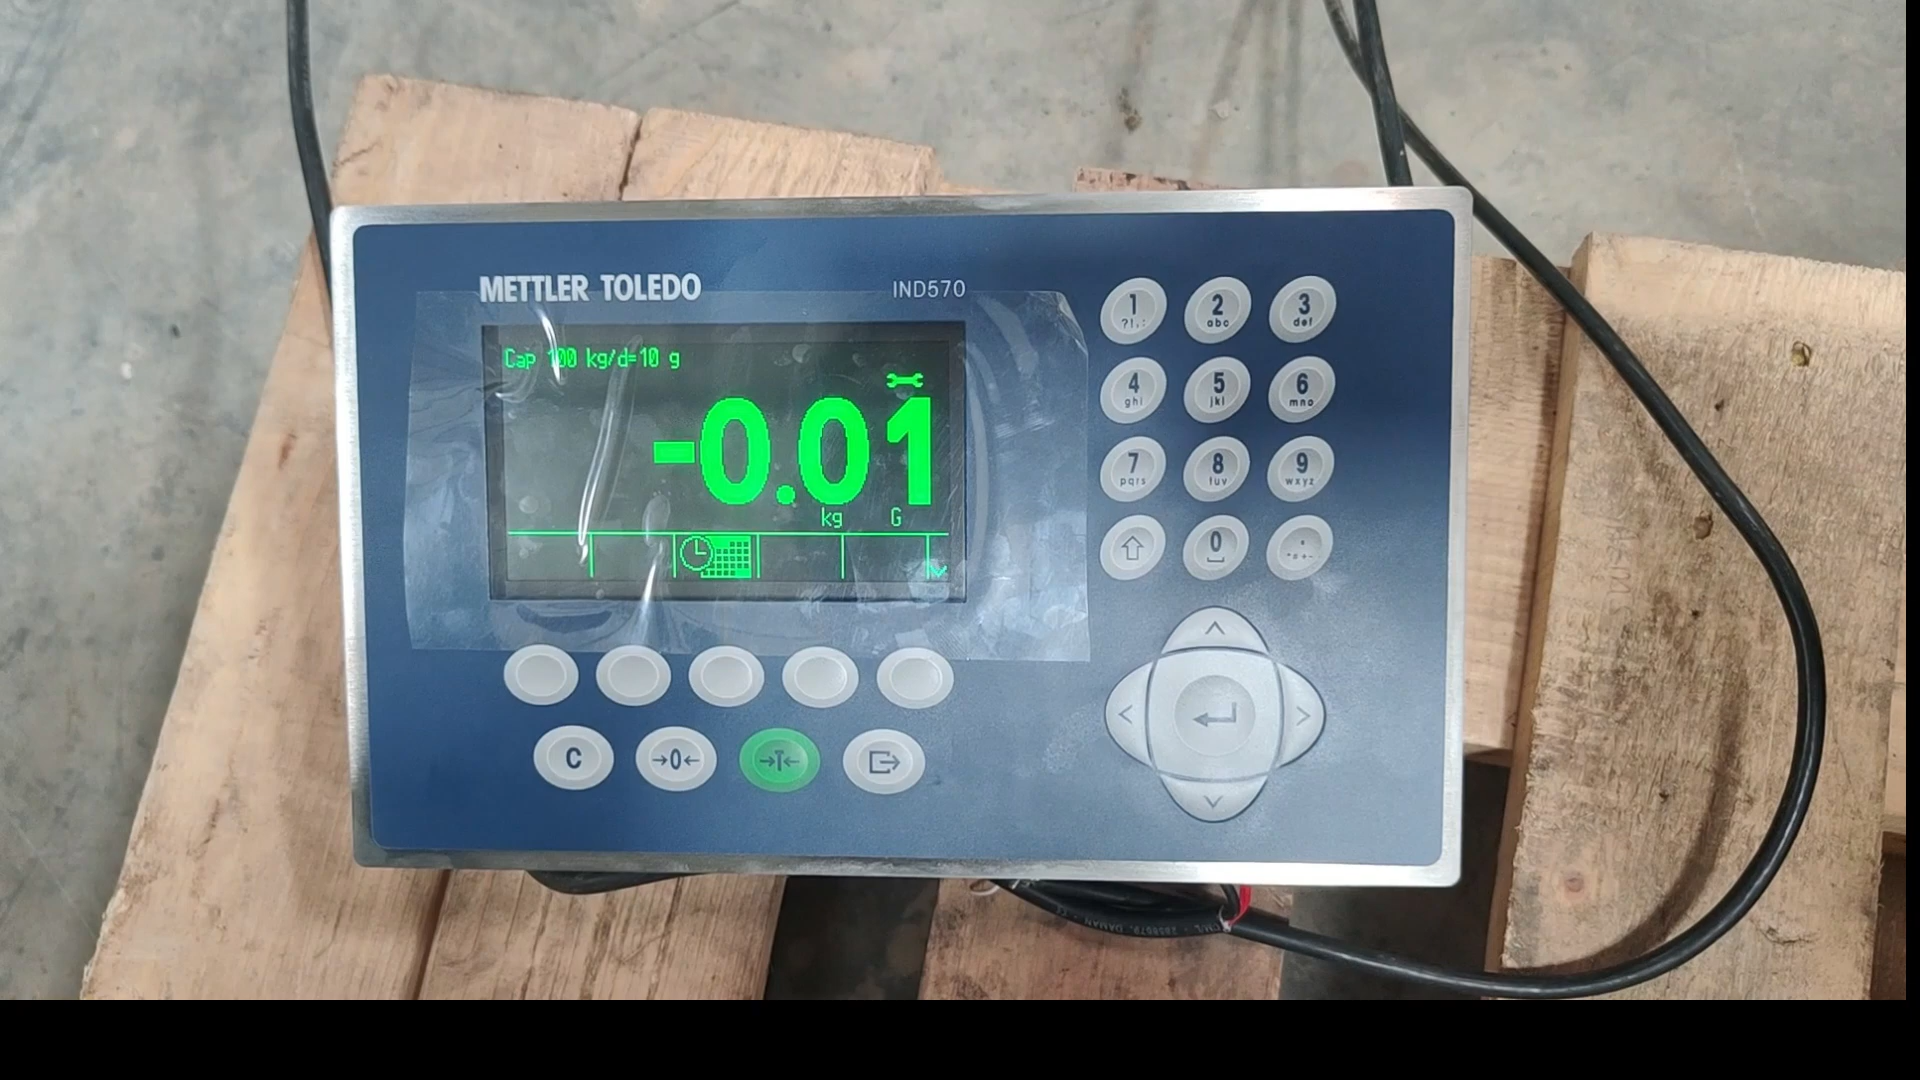 METTLER TOLEDO
IND570
Cap 100 kg/d=10 g
-0.01
kg G
1 2 3
?!,: abc def
4 5 6
ghi jkl mno
7 8 9
pqrs tuv wxyz
0 .
*=+-
C →0← →T←